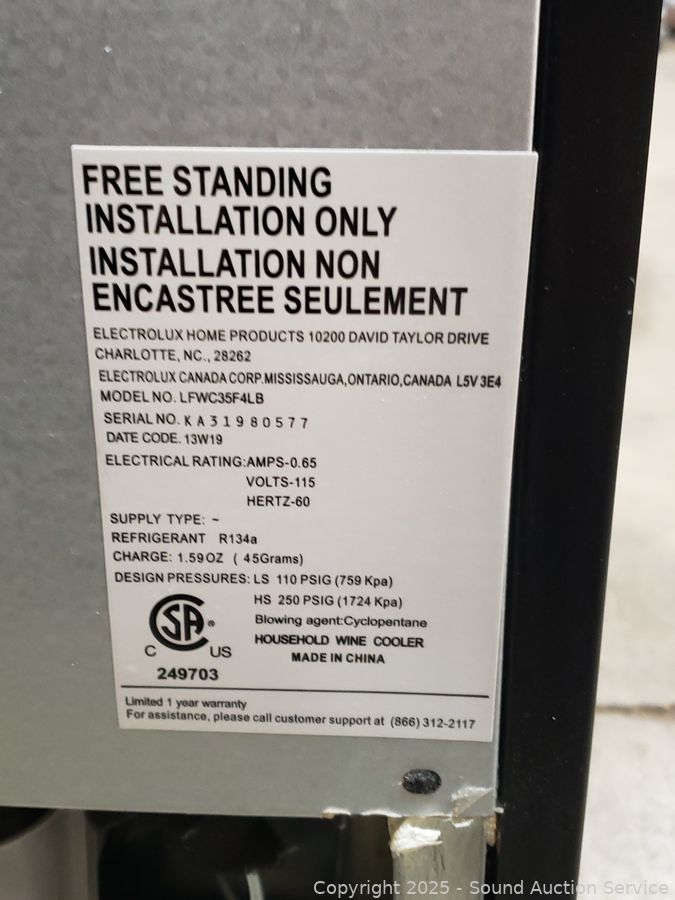 FREE STANDING
INSTALLATION ONLY
INSTALLATION NON
ENCASTREE SEULEMENT
ELECTROLUX HOME PRODUCTS 10200 DAVID TAYLOR DRIVE
CHARLOTTE, NC., 28262
ELECTROLUX CANADA CORP.MISSISSAUGA,ONTARIO,CANADA L5V 3E4
MODEL NO. LFWC35F4LB
SERIAL NO. KA31980577
DATE CODE. 13W19
ELECTRICAL RATING:AMPS-0.65
VOLTS-115
HERTZ-60
SUPPLY TYPE: ~
REFRIGERANT R134a
CHARGE: 1.59OZ ( 45Grams)
DESIGN PRESSURES: LS 110 PSIG (759 Kpa)
HS 250 PSIG (1724 Kpa)
Blowing agent:Cyclopentane
HOUSEHOLD WINE COOLER
MADE IN CHINA
CSA ®
C US
249703
Limited 1 year warranty
For assistance, please call customer support at (866) 312-2117
Copyright 2025 - Sound Auction Service